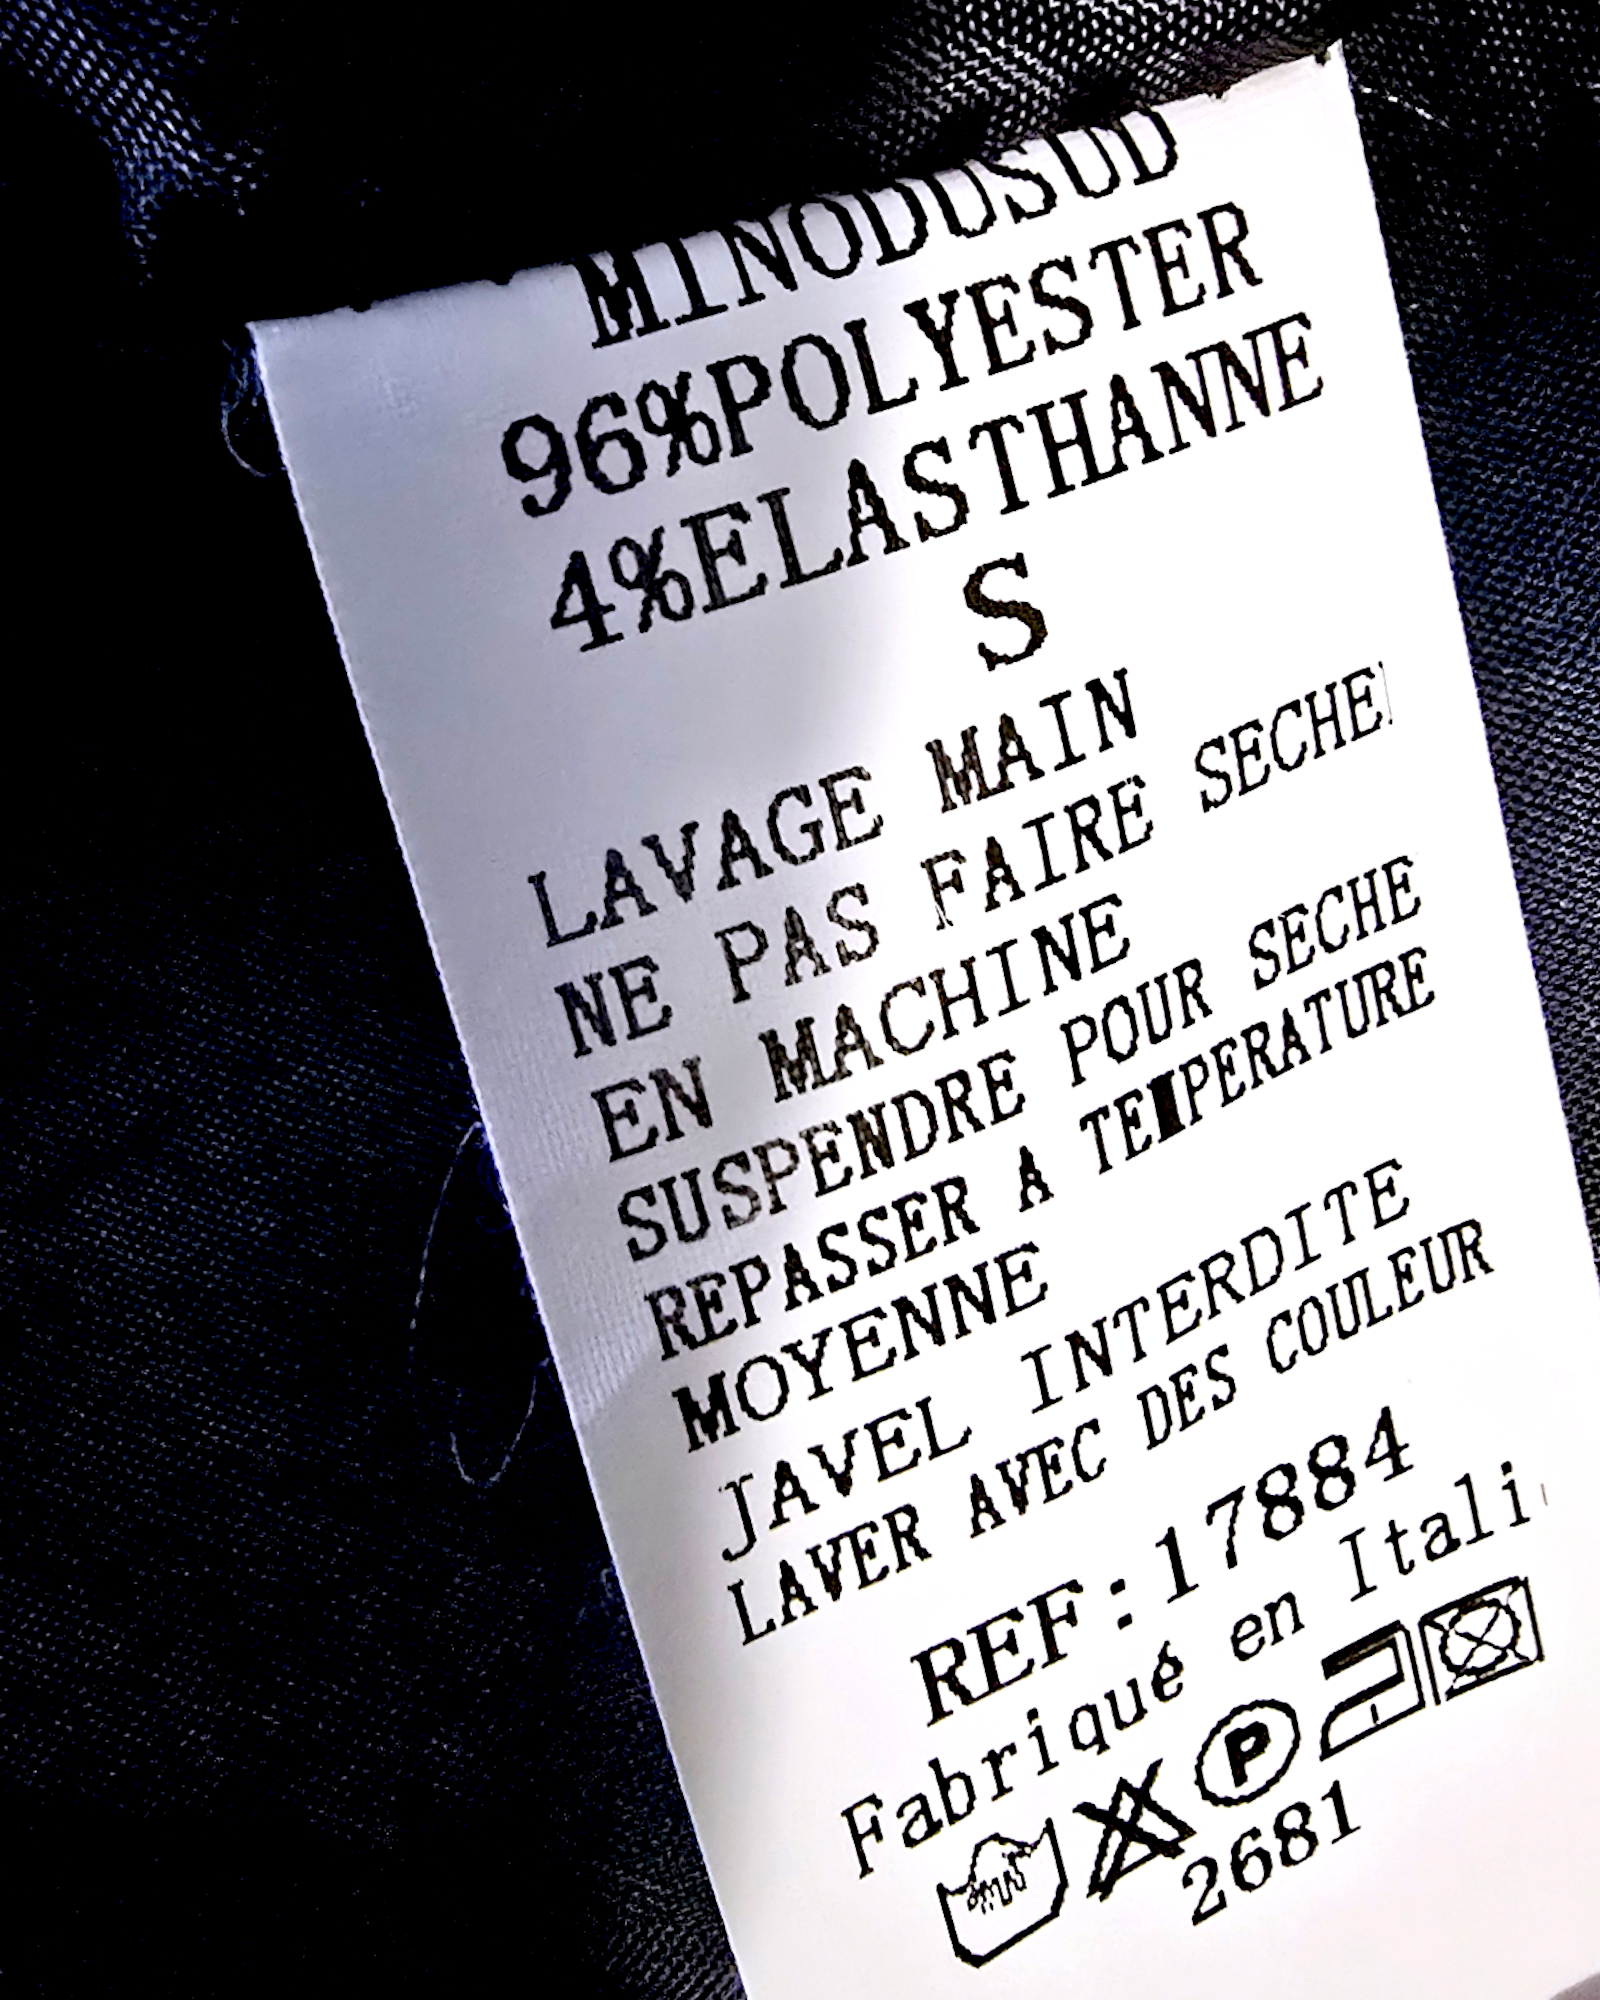 MINODUSUD
96%POLYESTER
4%ELASTHANNE
S
LAVAGE MAIN
NE PAS FAIRE SECHER
EN MACHINE
SUSPENDRE POUR SECHE
REPASSER A TEMPERATURE
MOYENNE
JAVEL INTERDITE
LAVER AVEC DES COULEUR
REF:17884
Fabriqué en Itali
P
2681